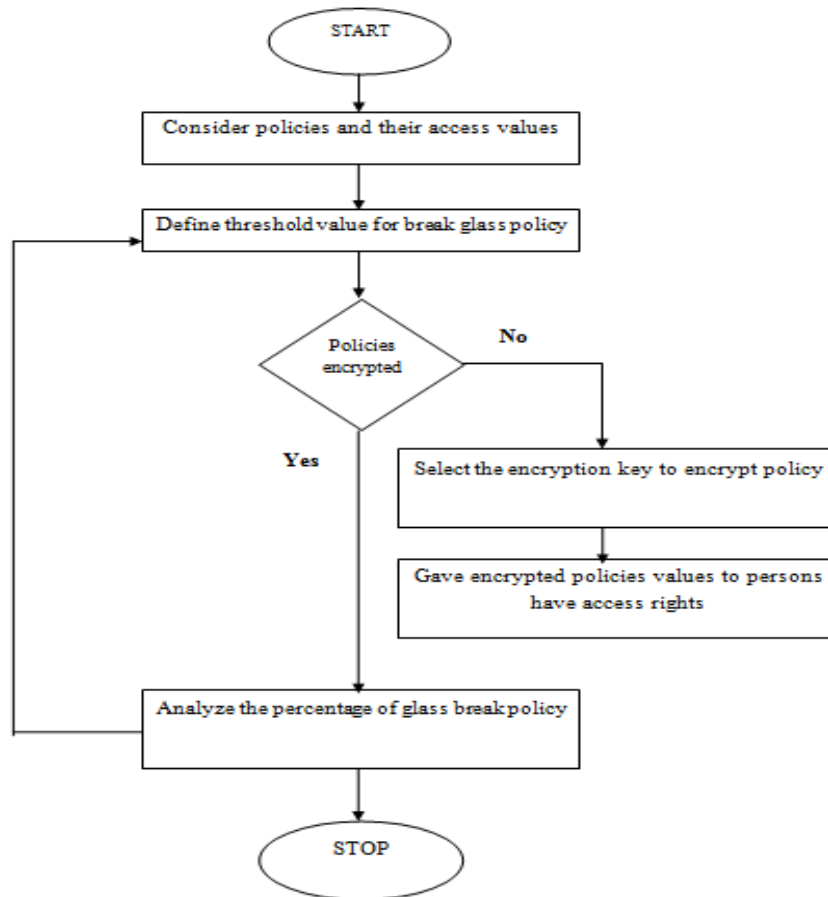 START
Consider policies and their access values
Define threshold value for break glass policy
Policies
encrypted
No
Yes
Select the encryption key to encrypt policy
Gave encrypted policies values to persons
have access rights
Analyze the percentage of glass break policy
STOP